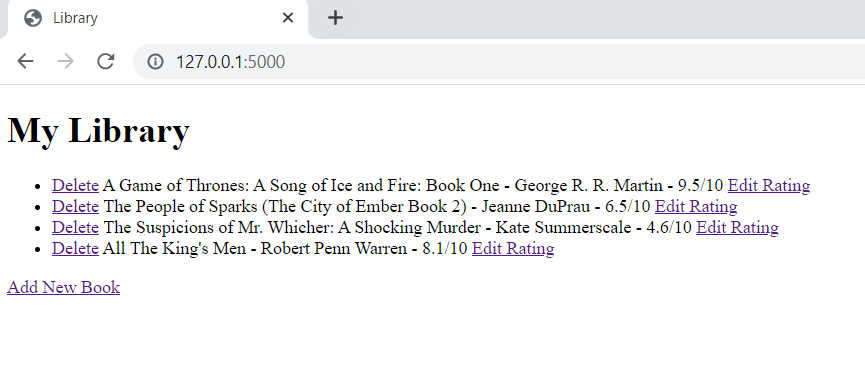 Library
127.0.0.1:5000
My Library
Delete A Game of Thrones: A Song of Ice and Fire: Book One - George R. R. Martin - 9.5/10 Edit Rating
Delete The People of Sparks (The City of Ember Book 2) - Jeanne DuPrau - 6.5/10 Edit Rating
Delete The Suspicions of Mr. Whicher: A Shocking Murder - Kate Summerscale - 4.6/10 Edit Rating
Delete All The King's Men - Robert Penn Warren - 8.1/10 Edit Rating
Add New Book